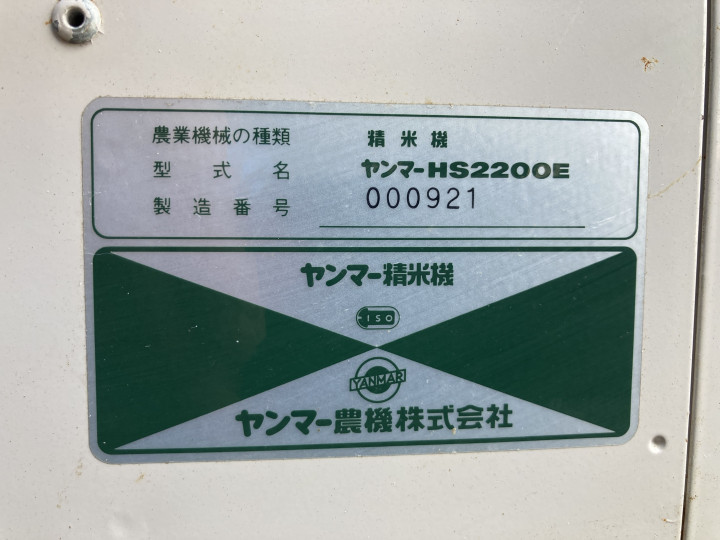 農業機械の種類 精米機
型式名 ヤンマーHS2200E
製造番号 000921
ヤンマー精米機
ISO
YANMAR
ヤンマー農機株式会社